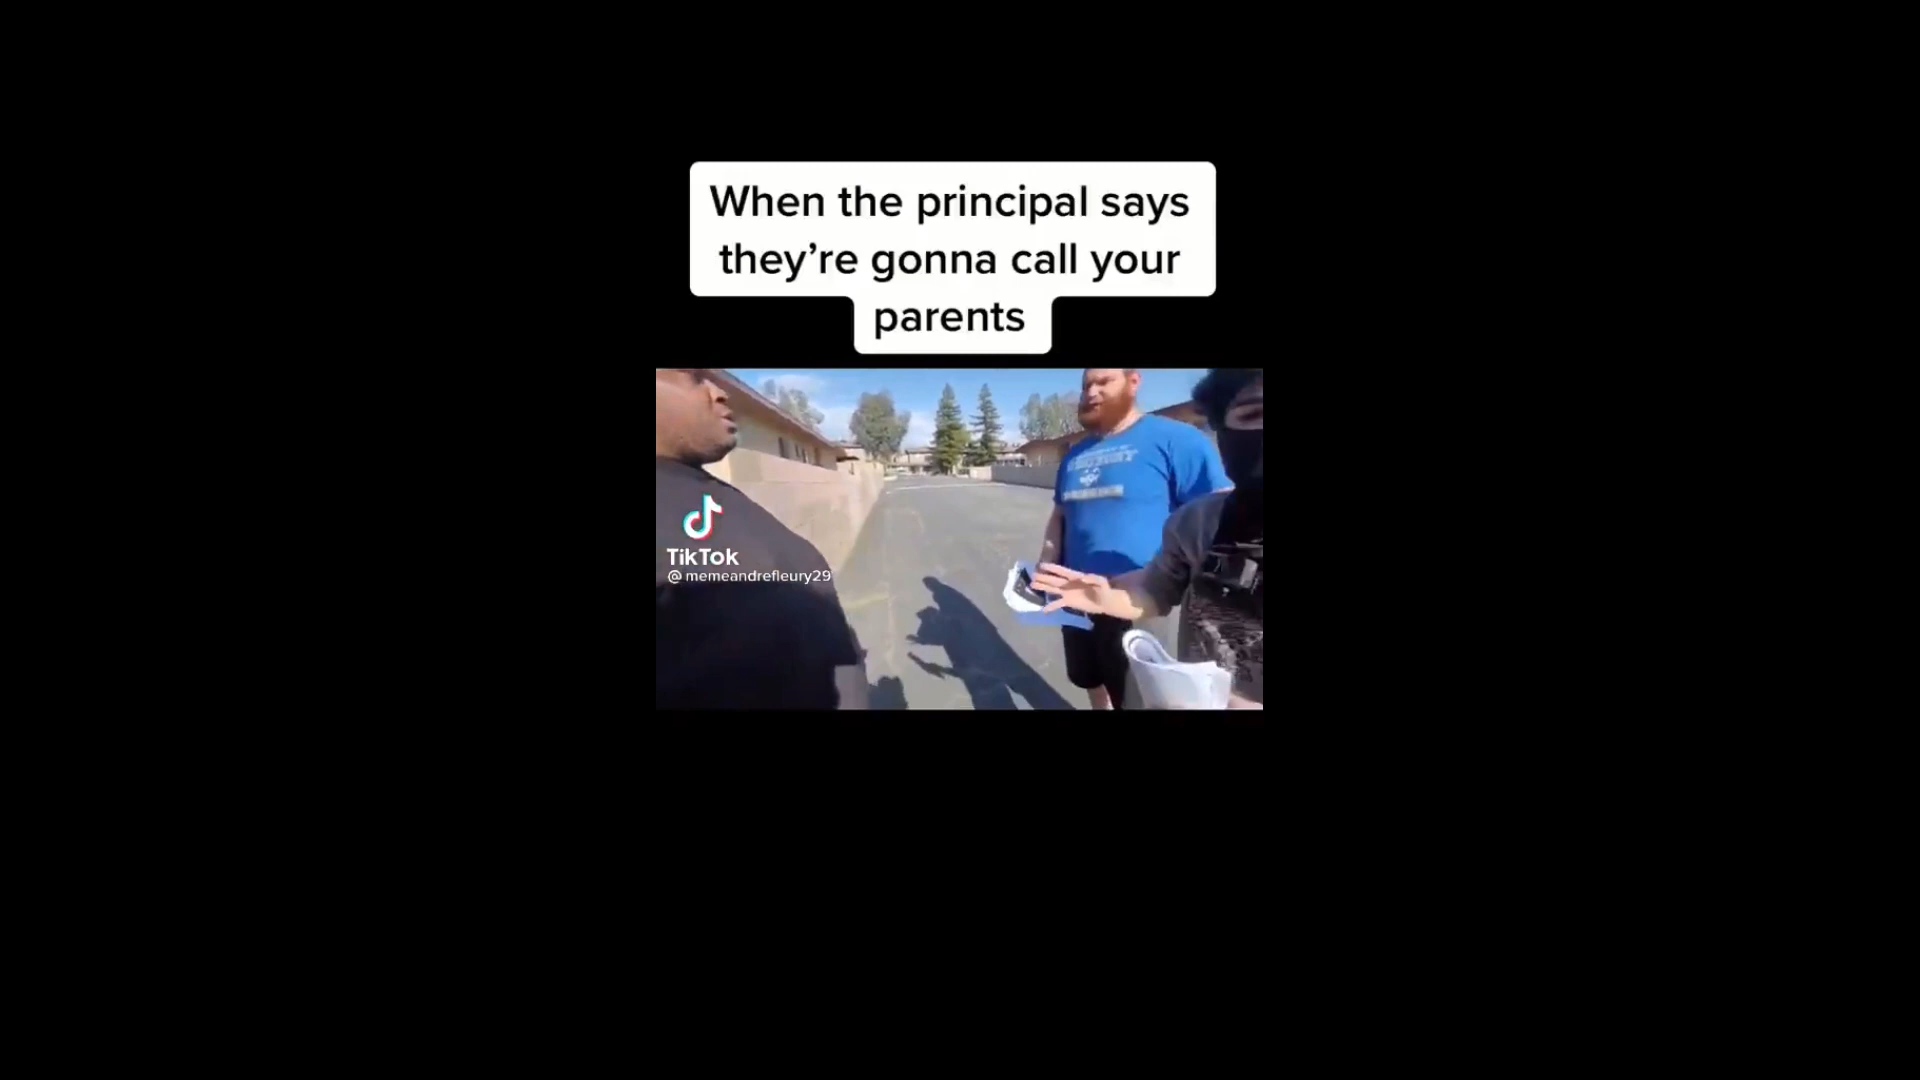 When the principal says
they’re gonna call your
parents
TikTok
@memeandrefleury29